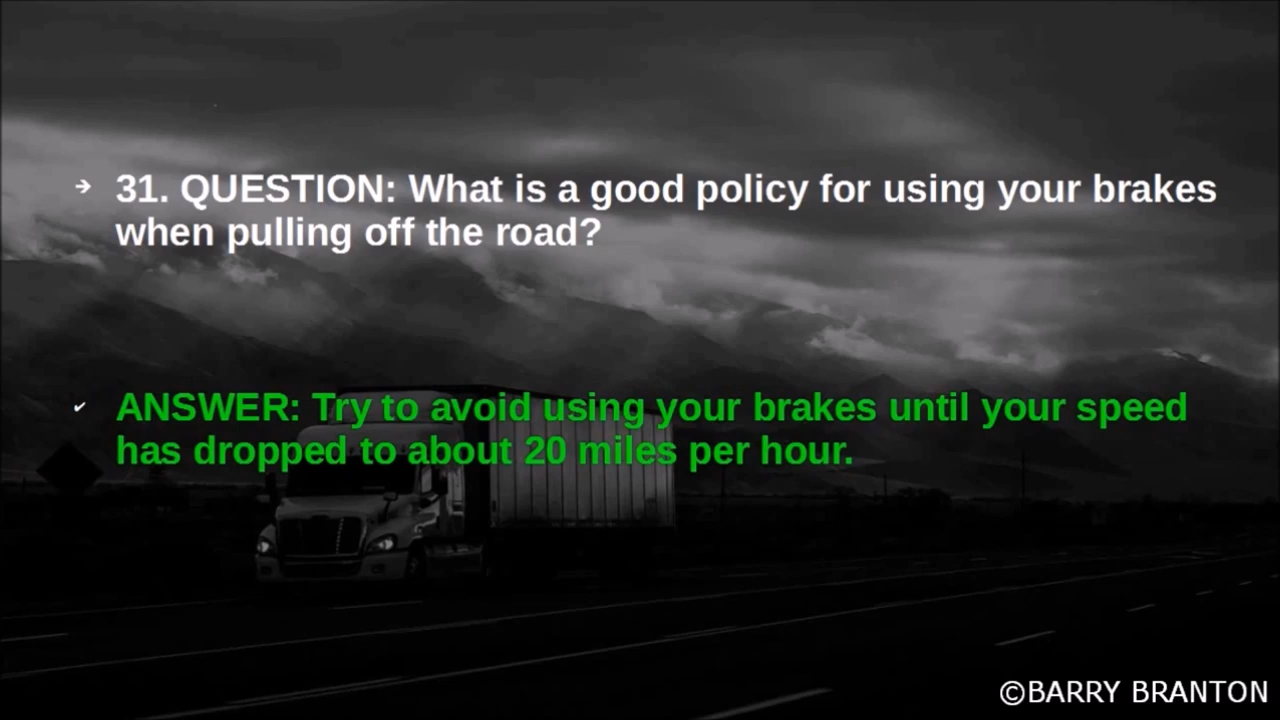 31. QUESTION: What is a good policy for using your brakes
when pulling off the road?
ANSWER: Try to avoid using your brakes until your speed
has dropped to about 20 miles per hour.
©BARRY BRANTON